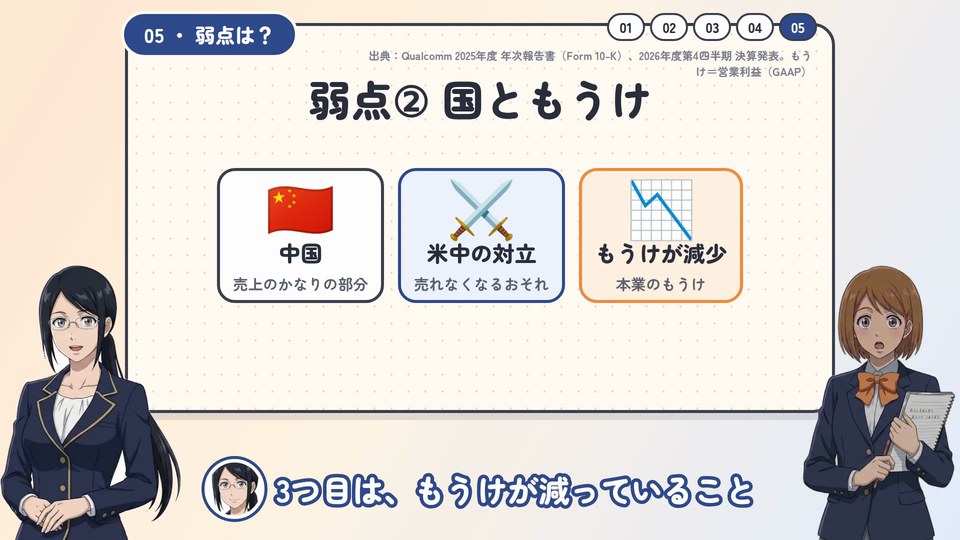 05 ・ 弱点は？
01 02 03 04 05
出典：Qualcomm 2025年度 年次報告書（Form 10-K）、2026年度第4四半期 決算発表。もう
け＝営業利益（GAAP）
弱点② 国ともうけ
中国
売上のかなりの部分
米中の対立
売れなくなるおそれ
もうけが減少
本業のもうけ
3つ目は、もうけが減っていること